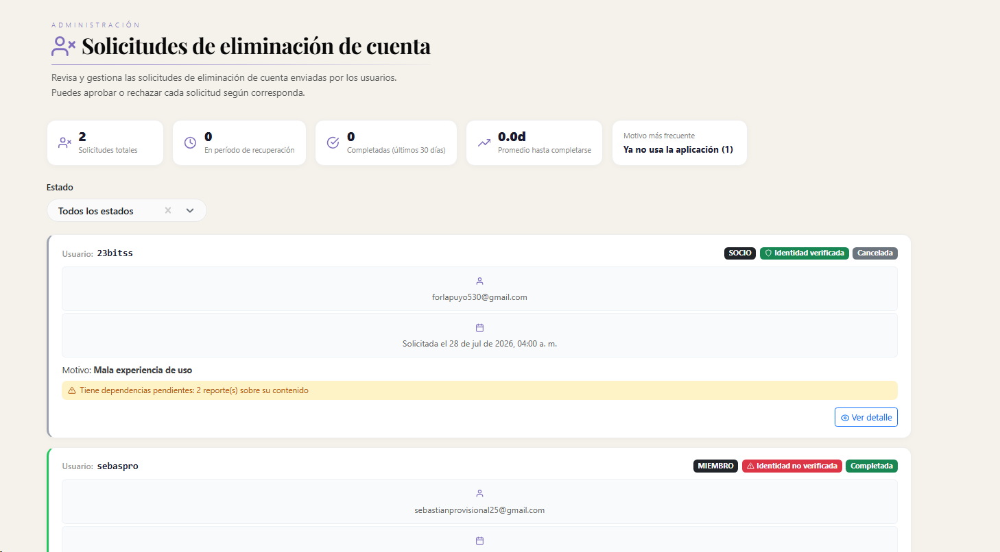 ADMINISTRACIÓN
Solicitudes de eliminación de cuenta
Revisa y gestiona las solicitudes de eliminación de cuenta enviadas por los usuarios.
Puedes aprobar o rechazar cada solicitud según corresponda.
2
Solicitudes totales
0
En período de recuperación
0
Completadas (últimos 30 días)
0.0d
Promedio hasta completarse
Motivo más frecuente
Ya no usa la aplicación (1)
Estado
Todos los estados
Usuario: 23bitss
SOCIO
Identidad verificada
Cancelada
forlapuyo530@gmail.com
Solicitada el 28 de jul de 2026, 04:00 a. m.
Motivo: Mala experiencia de uso
Tiene dependencias pendientes: 2 reporte(s) sobre su contenido
Ver detalle
Usuario: sebaspro
MIEMBRO
Identidad no verificada
Completada
sebastianprovisional25@gmail.com